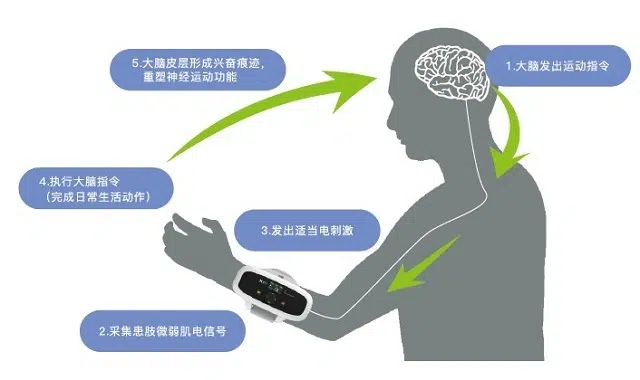 1.大脑发出运动指令
2.采集患肢微弱肌电信号
3.发出适当电刺激
4.执行大脑指令
（完成日常生活动作）
5.大脑皮层形成兴奋痕迹，
重塑神经运动功能